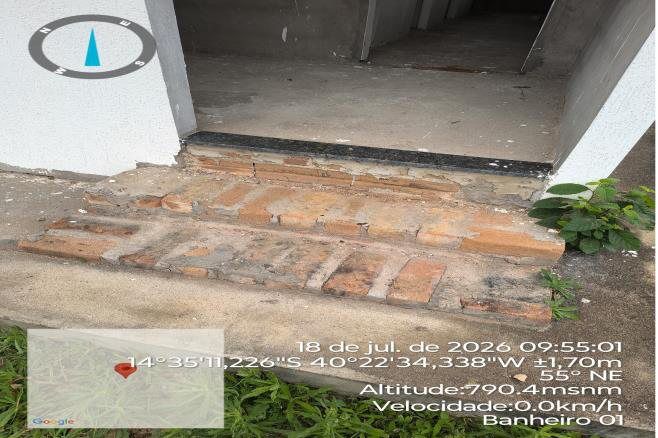 N E
W S
18 de jul. de 2026 09:55:01
14°35'11,226"S 40°22'34,338"W ±1,70m
55° NE
Altitude:790.4msnm
Velocidade:0.0km/h
Banheiro 01
Google